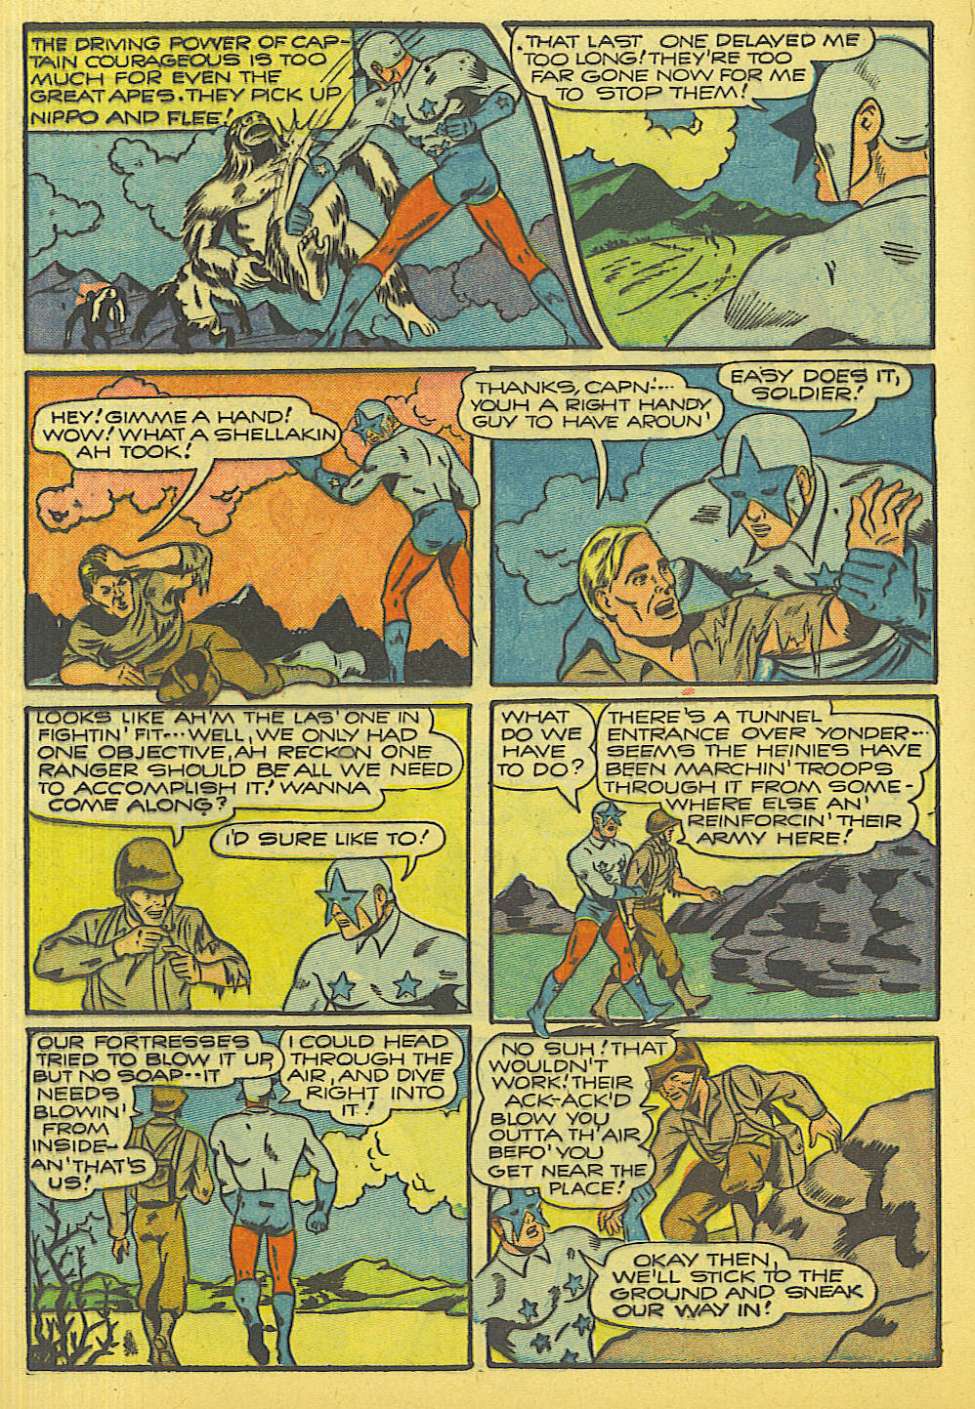 THE DRIVING POWER OF CAP-
TAIN COURAGEOUS IS TOO
MUCH FOR EVEN THE
GREAT APES. THEY PICK UP
NIPPO AND FLEE!
THAT LAST ONE DELAYED ME
TOO LONG! THEY'RE TOO
FAR GONE NOW FOR ME
TO STOP THEM!
HEY! GIMME A HAND!
WOW! WHAT A SHELLAKIN'
AH TOOK!
THANKS, CAPN'....
YOUH A RIGHT HANDY
GUY TO HAVE AROUN'
EASY DOES IT,
SOLDIER!
LOOKS LIKE AH'M THE LAS' ONE IN
FIGHTIN' FIT--- WELL, WE ONLY HAD
ONE OBJECTIVE, AH RECKON ONE
RANGER SHOULD BE ALL WE NEED
TO ACCOMPLISH IT! WANNA
COME ALONG?
I'D SURE LIKE TO!
WHAT
DO WE
HAVE
TO DO?
THERE'S A TUNNEL
ENTRANCE OVER YONDER---
SEEMS THE HEINIES HAVE
BEEN MARCHIN' TROOPS
THROUGH IT FROM SOME-
WHERE ELSE AN'
REINFORCIN' THEIR
ARMY HERE!
OUR FORTRESSES
TRIED TO BLOW IT UP
BUT NO SOAP--IT
NEEDS
BLOWIN'
FROM
INSIDE--
AN' THAT'S
US!
I COULD HEAD
THROUGH THE
AIR, AND DIVE
RIGHT INTO
IT!
NO SUH! THAT
WOULDN'T
WORK! THEIR
ACK-ACK'D
BLOW YOU
OUTTA TH' AIR
BEFO' YOU
GET NEAR THE
PLACE!
OKAY THEN,
WE'LL STICK TO THE
GROUND AND SNEAK
OUR WAY IN!